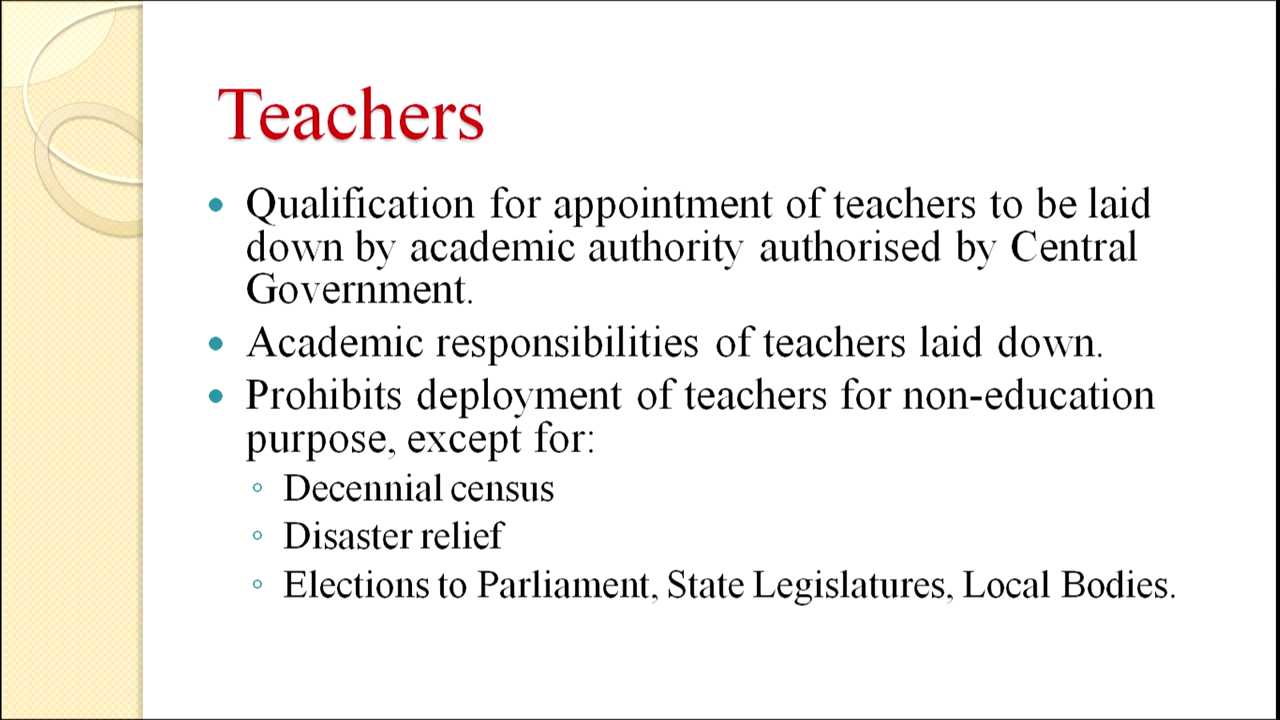 Teachers
• Qualification for appointment of teachers to be laid
down by academic authority authorised by Central
Government.
• Academic responsibilities of teachers laid down.
• Prohibits deployment of teachers for non-education
purpose, except for:
◦ Decennial census
◦ Disaster relief
◦ Elections to Parliament, State Legislatures, Local Bodies.